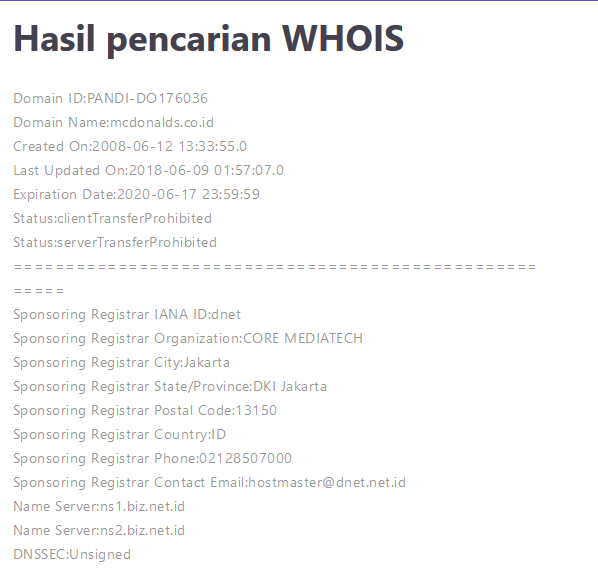 Hasil pencarian WHOIS
Domain ID:PANDI-DO176036
Domain Name:mcdonalds.co.id
Created On:2008-06-12 13:33:55.0
Last Updated On:2018-06-09 01:57:07.0
Expiration Date:2020-06-17 23:59:59
Status:clientTransferProhibited
Status:serverTransferProhibited
==================================================
=====
Sponsoring Registrar IANA ID:dnet
Sponsoring Registrar Organization:CORE MEDIATECH
Sponsoring Registrar City:Jakarta
Sponsoring Registrar State/Province:DKI Jakarta
Sponsoring Registrar Postal Code:13150
Sponsoring Registrar Country:ID
Sponsoring Registrar Phone:02128507000
Sponsoring Registrar Contact Email:hostmaster@dnet.net.id
Name Server:ns1.biz.net.id
Name Server:ns2.biz.net.id
DNSSEC:Unsigned